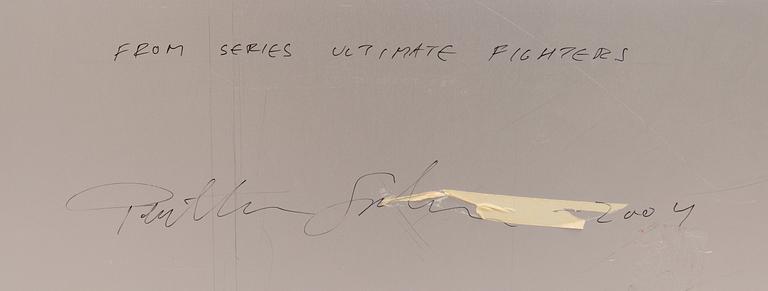 FROM SERIES ULTIMATE FIGHTERS
2004